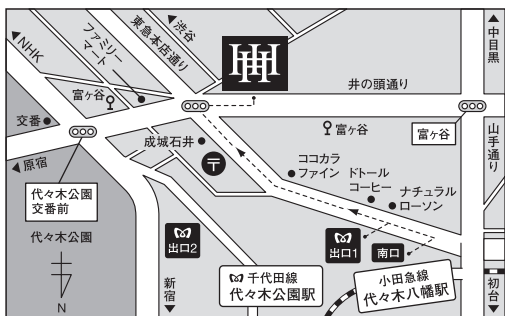 ▲NHK
ファミリー
マート
東急本店通り
▼渋谷
HH
井の頭通り
▲中目黒
山手通り
富ヶ谷
交番
成城石井
〒
富ヶ谷
富ヶ谷
▼原宿
代々木公園
交番前
ココカラ
ファイン
ドトール
コーヒー
ナチュラル
ローソン
代々木公園
N
出口2
出口1
南口
新宿▼
千代田線
代々木公園駅
小田急線
代々木八幡駅
初台▼